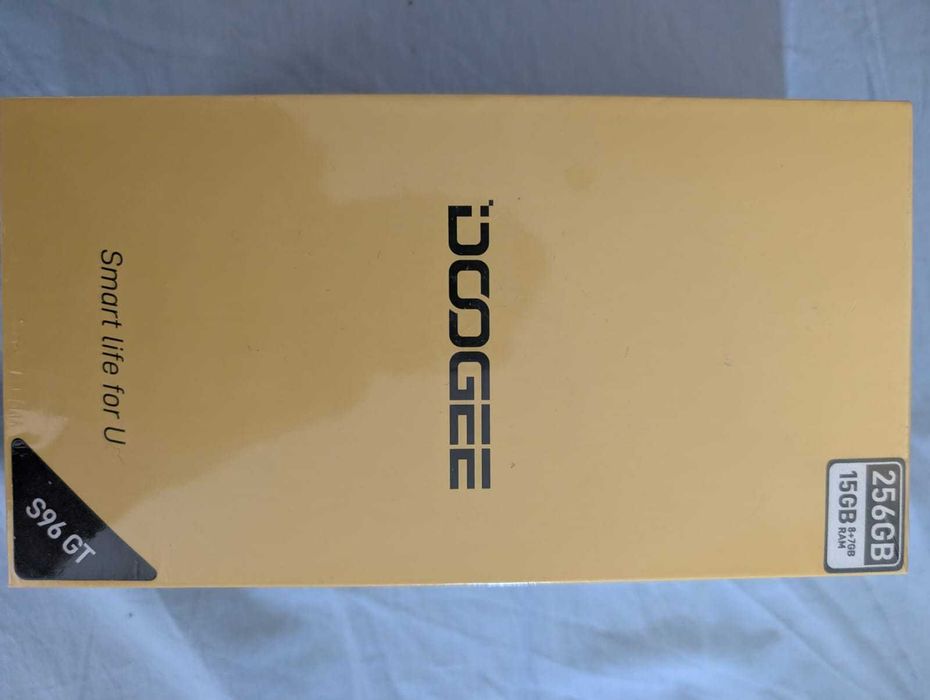 256GB
15GB 8+7GB RAM
DOOGEE
Smart life for U
S96 GT